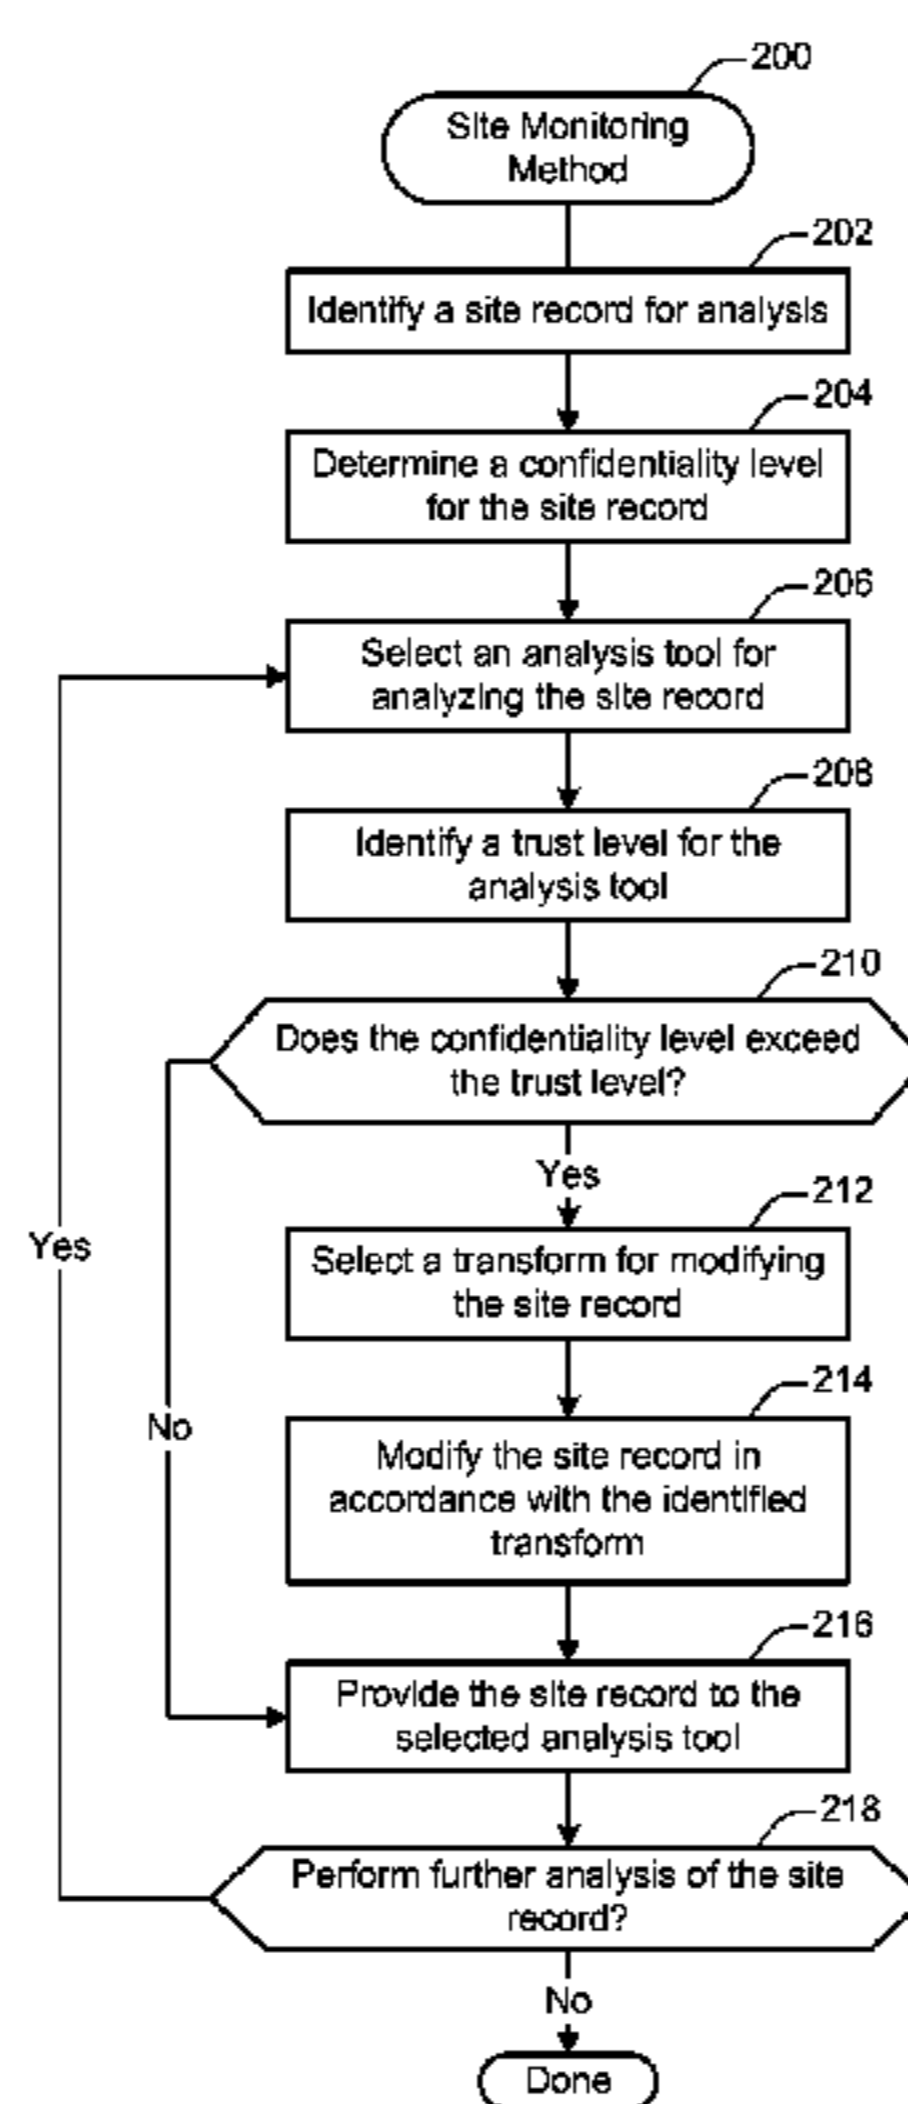 200
Site Monitoring
Method
202
Identify a site record for analysis
204
Determine a confidentiality level
for the site record
206
Select an analysis tool for
analyzing the site record
208
Identify a trust level for the
analysis tool
210
Does the confidentiality level exceed
the trust level?
Yes
212
Select a transform for modifying
the site record
Yes
214
No
Modify the site record in
accordance with the identified
transform
216
Provide the site record to the
selected analysis tool
218
Perform further analysis of the site
record?
No
Done